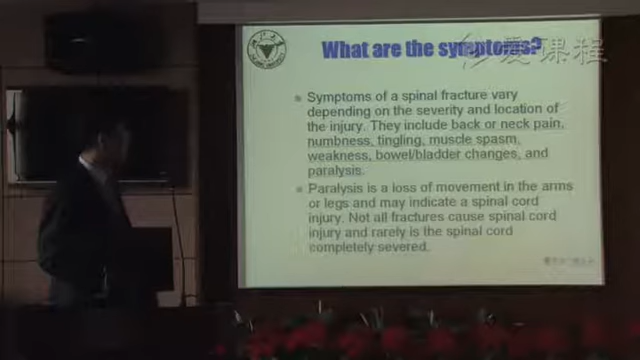 What are the symptoms?
爱课程
Symptoms of a spinal fracture vary
depending on the severity and location of
the injury. They include back or neck pain,
numbness, tingling, muscle spasm,
weakness, bowel/bladder changes, and
paralysis.
Paralysis is a loss of movement in the arms
or legs and may indicate a spinal cord
injury. Not all fractures cause spinal cord
injury and rarely is the spinal cord
completely severed.